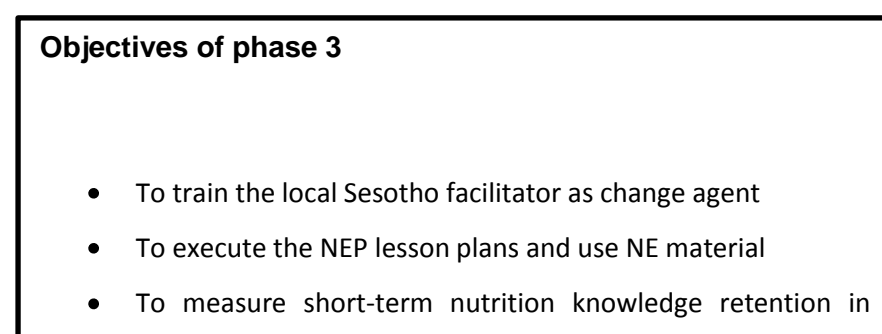 Objectives of phase 3
• To train the local Sesotho facilitator as change agent
• To execute the NEP lesson plans and use NE material
• To measure short-term nutrition knowledge retention in